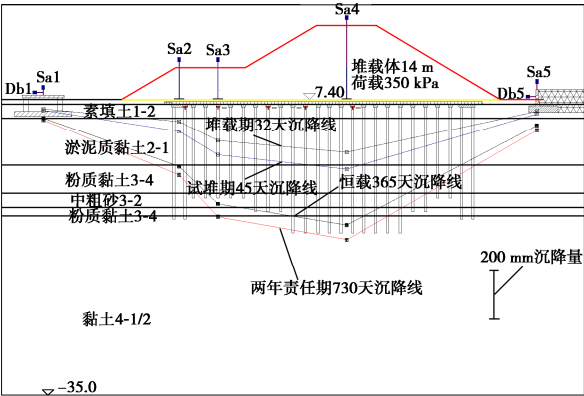 Sa4
Sa2
Sa3
堆载体14 m
荷载350 kPa
Sa1
Db1
Sa5
Db5
7.40
素填土1-2
堆载期32天沉降线
淤泥质黏土2-1
粉质黏土3-4
试堆期45天沉降线
恒载365天沉降线
中粗砂3-2
粉质黏土3-4
200 mm沉降量
两年责任期730天沉降线
黏土4-1/2
-35.0